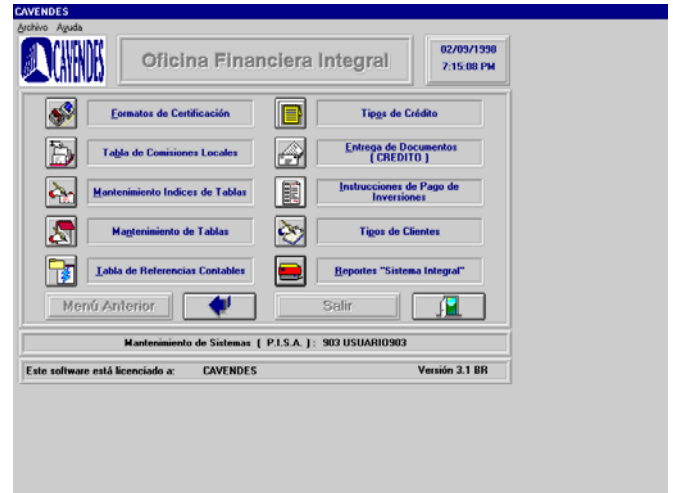 CAVENDES
Archivo Ayuda
CAVENDES
Oficina Financiera Integral
02/09/1998
7:15:08 PM
Formatos de Certificación
Tipos de Crédito
Tabla de Comisiones Locales
Entrega de Documentos
( CREDITO )
Mantenimiento Indices de Tablas
Instrucciones de Pago de
Inversiones
Mantenimiento de Tablas
Tipos de Clientes
Tabla de Referencias Contables
Reportes "Sistema Integral"
Menú Anterior
Salir
Mantenimiento de Sistemas [ P.I.S.A. ] : 903 USUARIO903
Este software está licenciado a: CAVENDES Versión 3.1 BR